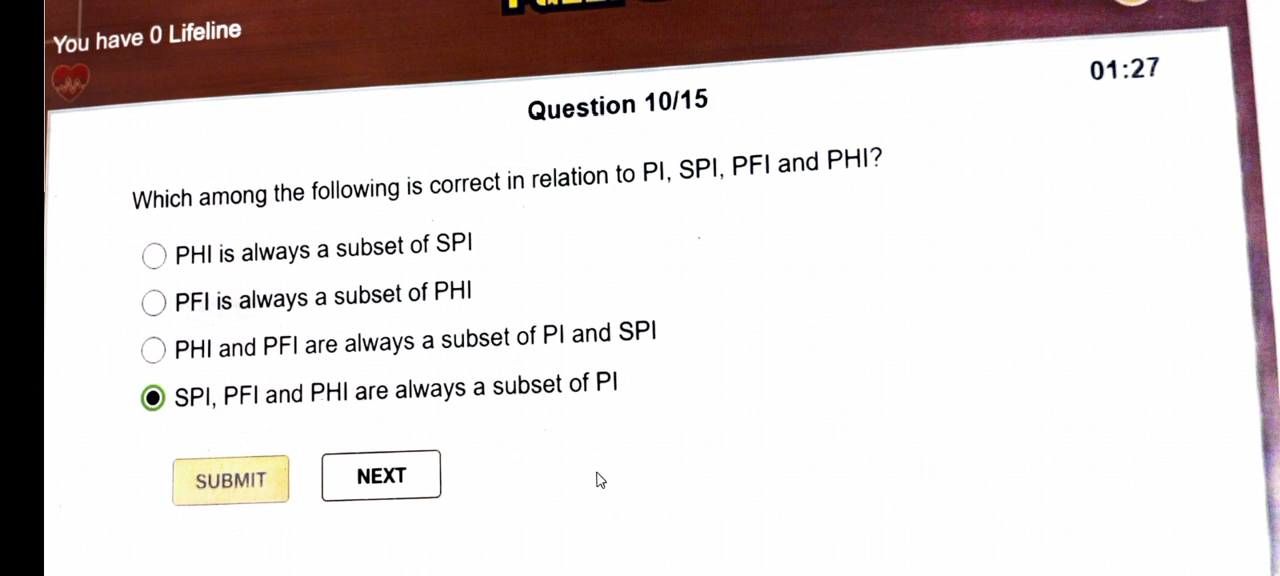 You have 0 Lifeline
01:27
Question 10/15
Which among the following is correct in relation to PI, SPI, PFI and PHI?
PHI is always a subset of SPI
PFI is always a subset of PHI
PHI and PFI are always a subset of PI and SPI
SPI, PFI and PHI are always a subset of PI
SUBMIT
NEXT